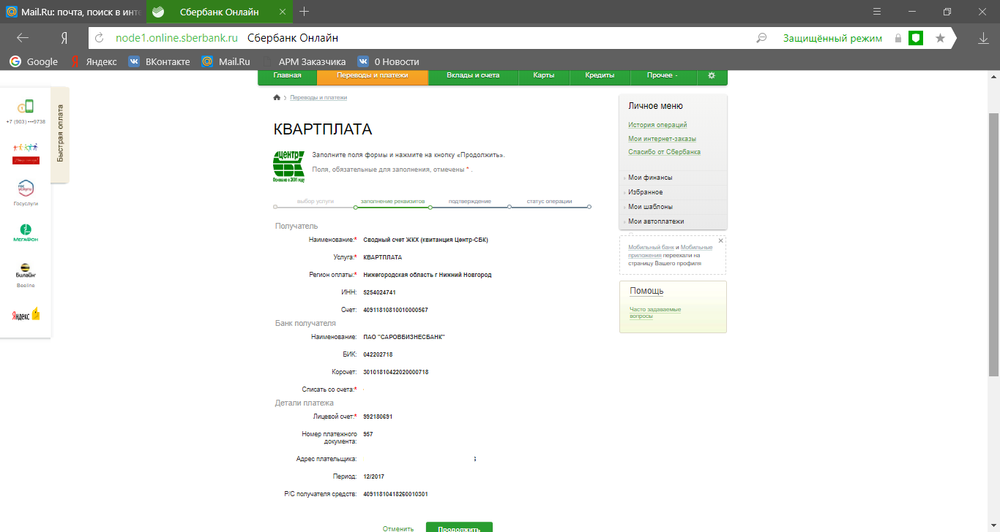 Mail.Ru: почта, поиск в инте
Сбербанк Онлайн
Я
node1.online.sberbank.ru Сбербанк Онлайн
Защищённый режим
Google
Яндекс
ВКонтакте
Mail.Ru
АРМ Заказчика
0 Новости
Главная
Переводы и платежи
Вклады и счета
Карты
Кредиты
Прочее
+7 (903) •••9738
Госуслуги
МЕГАФОН
Билайн
Beeline
Яндекс
Быстрая оплата
Переводы и платежи
КВАРТПЛАТА
ЦЕНТР
СБК
Основано в 2001 году
Заполните поля формы и нажмите на кнопку «Продолжить».
Поля, обязательные для заполнения, отмечены * .
выбор услуги
заполнение реквизитов
подтверждение
статус операции
Получатель
Наименование:* Сводный счет ЖКХ (квитанция Центр-СБК)
Услуга:* КВАРТПЛАТА
Регион оплаты:* Нижегородская область г Нижний Новгород
ИНН: 5254024741
Счет: 40911810810010000567
Банк получателя
Наименование: ПАО "САРОВБИЗНЕСБАНК"
БИК: 042202718
Корсчет: 30101810422020000718
Списать со счета:*
Детали платежа
Лицевой счет:* 992180691
Номер платежного
документа: 957
Адрес плательщика:
Период: 12/2017
Р/С получателя средств: 40911810418260010301
Отменить
Продолжить
Личное меню
История операций
Мои интернет-заказы
Спасибо от Сбербанка
Мои финансы
Избранное
Мои шаблоны
Мои автоплатежи
Мобильный банк и Мобильные
приложения переехали на
страницу Вашего профиля
Помощь
Часто задаваемые
вопросы